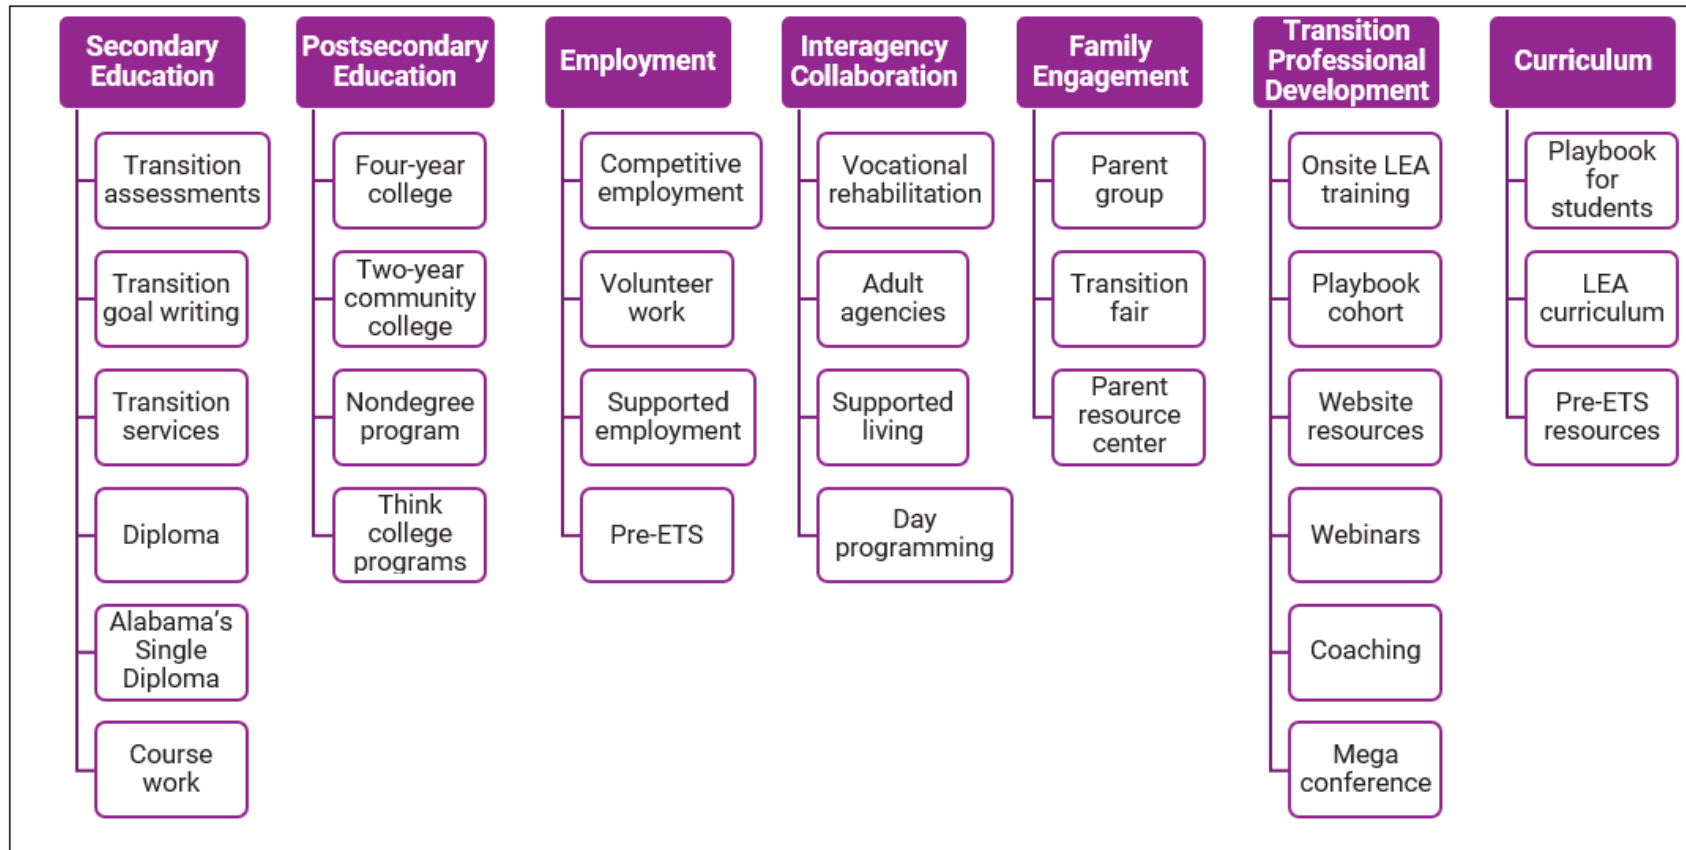 Secondary
Education
Transition
assessments
Transition
goal writing
Transition
services
Diploma
Alabama’s
Single
Diploma
Course
work
Postsecondary
Education
Four-year
college
Two-year
community
college
Nondegree
program
Think
college
programs
Employment
Competitive
employment
Volunteer
work
Supported
employment
Pre-ETS
Interagency
Collaboration
Vocational
rehabilitation
Adult
agencies
Supported
living
Day
programming
Family
Engagement
Parent
group
Transition
fair
Parent
resource
center
Transition
Professional
Development
Onsite LEA
training
Playbook
cohort
Website
resources
Webinars
Coaching
Mega
conference
Curriculum
Playbook
for
students
LEA
curriculum
Pre-ETS
resources